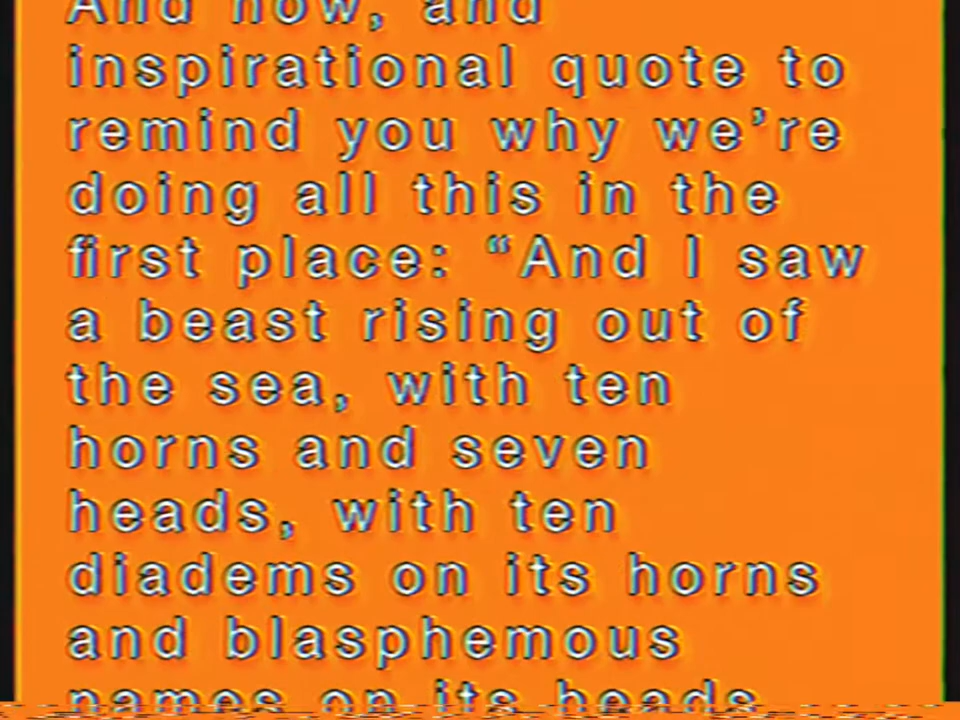 And now, and
inspirational quote to
remind you why we’re
doing all this in the
first place: “And I saw
a beast rising out of
the sea, with ten
horns and seven
heads, with ten
diadems on its horns
and blasphemous
names on its heads